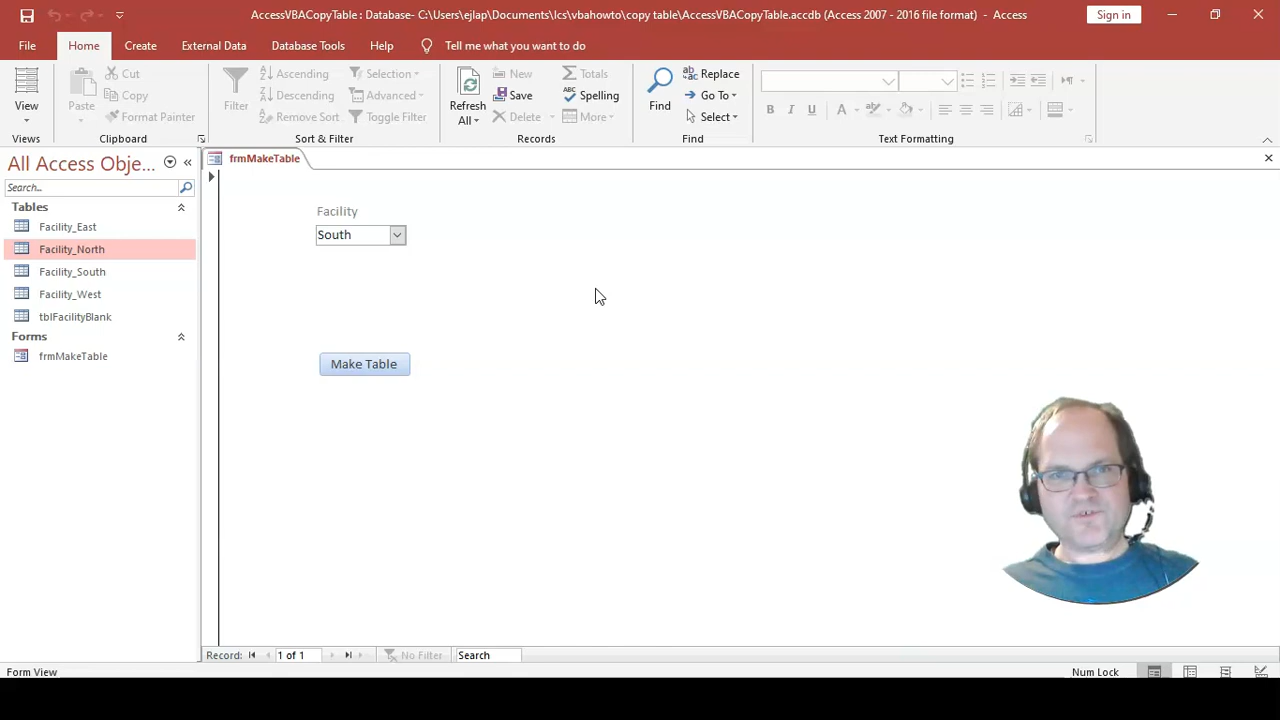 AccessVBACopyTable : Database- C:\Users\ejlap\Documents\lcs\vbahowto\copy table\AccessVBACopyTable.accdb (Access 2007 - 2016 file format) - Access
Sign in
File Home Create External Data Database Tools Help Tell me what you want to do
View
Views
Paste
Cut
Copy
Format Painter
Clipboard
Filter
Ascending
Descending
Remove Sort
Selection
Advanced
Toggle Filter
Sort & Filter
Refresh All
New
Save
Delete
Totals
Spelling
More
Records
Find
Replace
Go To
Select
Find
B I U A
Text Formatting
All Access Obje...
Search...
Tables
Facility_East
Facility_North
Facility_South
Facility_West
tblFacilityBlank
Forms
frmMakeTable
frmMakeTable
Facility
South
Make Table
Record: 1 of 1 No Filter Search
Form View
Num Lock